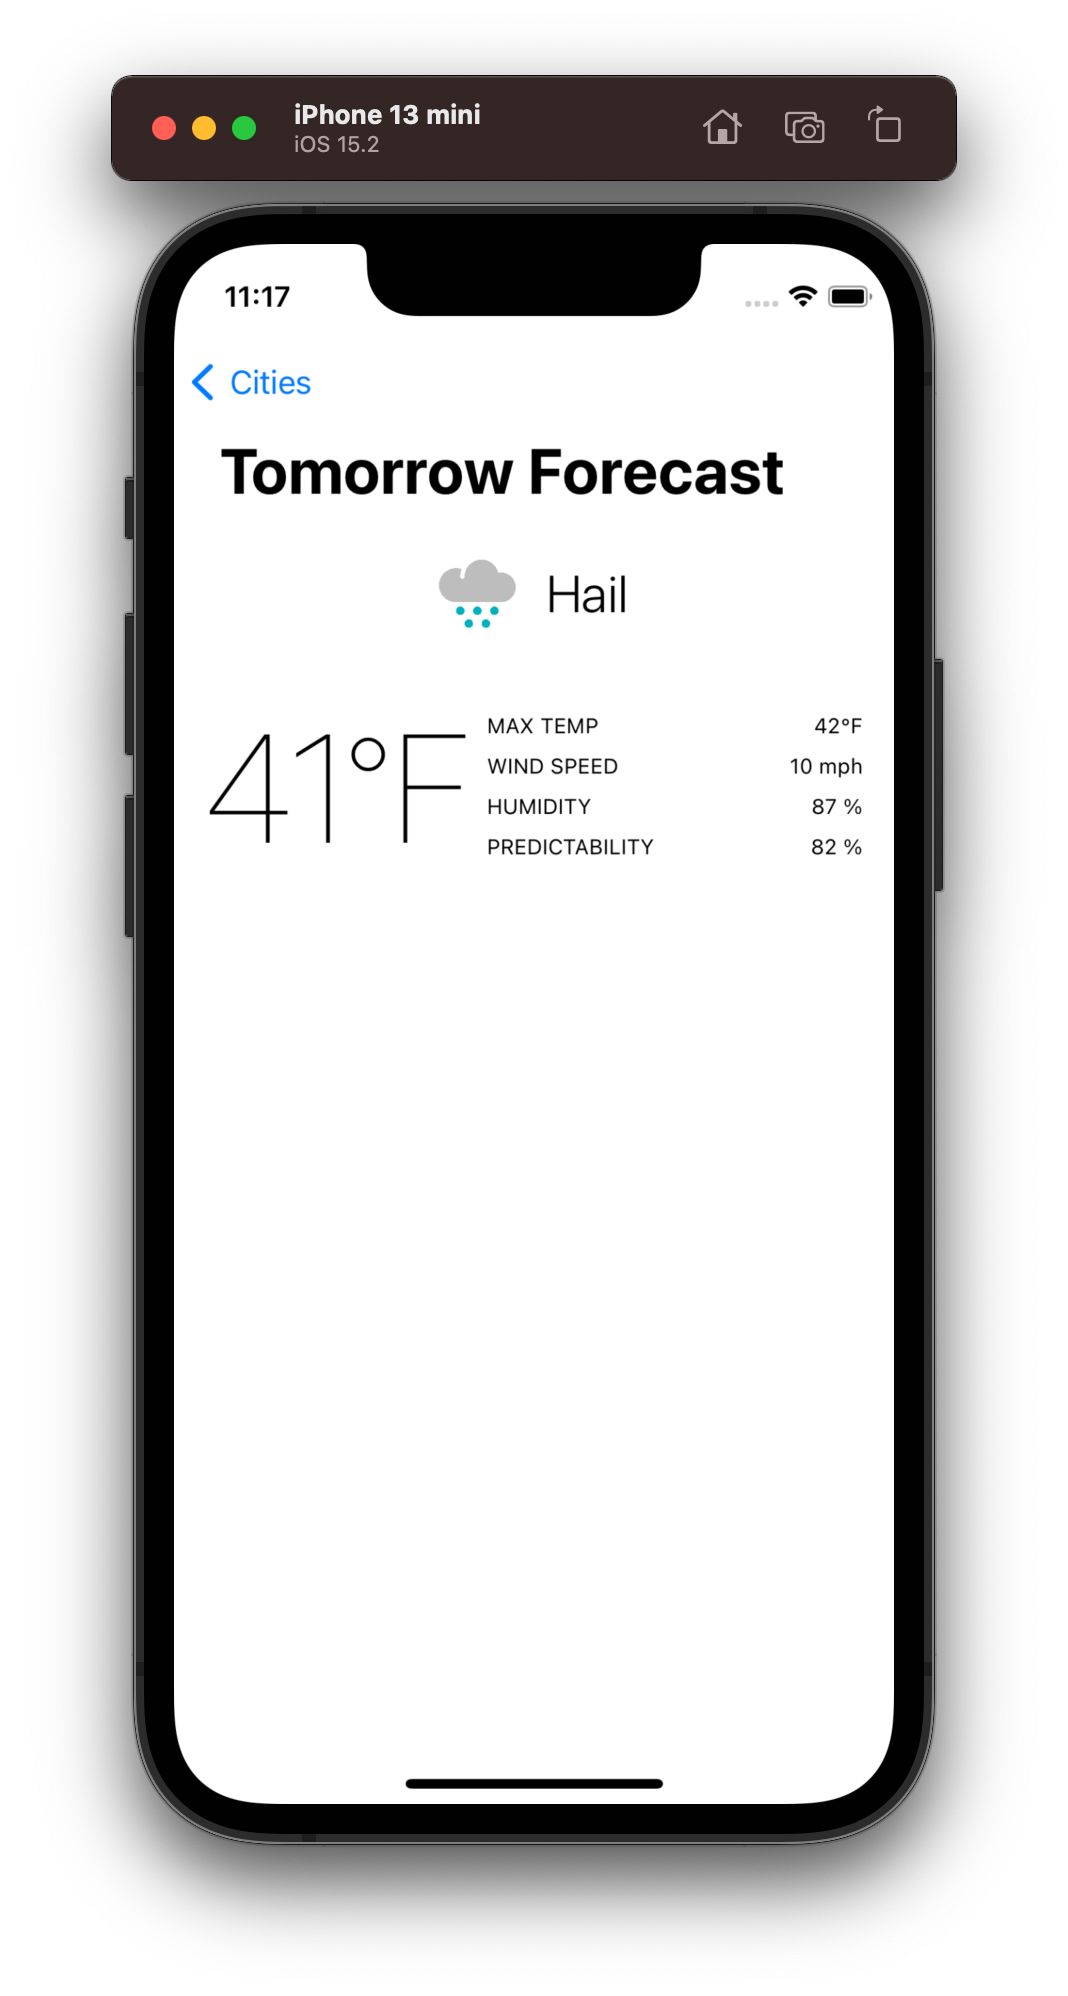 iPhone 13 mini
iOS 15.2
11:17
Cities
Tomorrow Forecast
Hail
41°F
MAX TEMP 42°F
WIND SPEED 10 mph
HUMIDITY 87 %
PREDICTABILITY 82 %